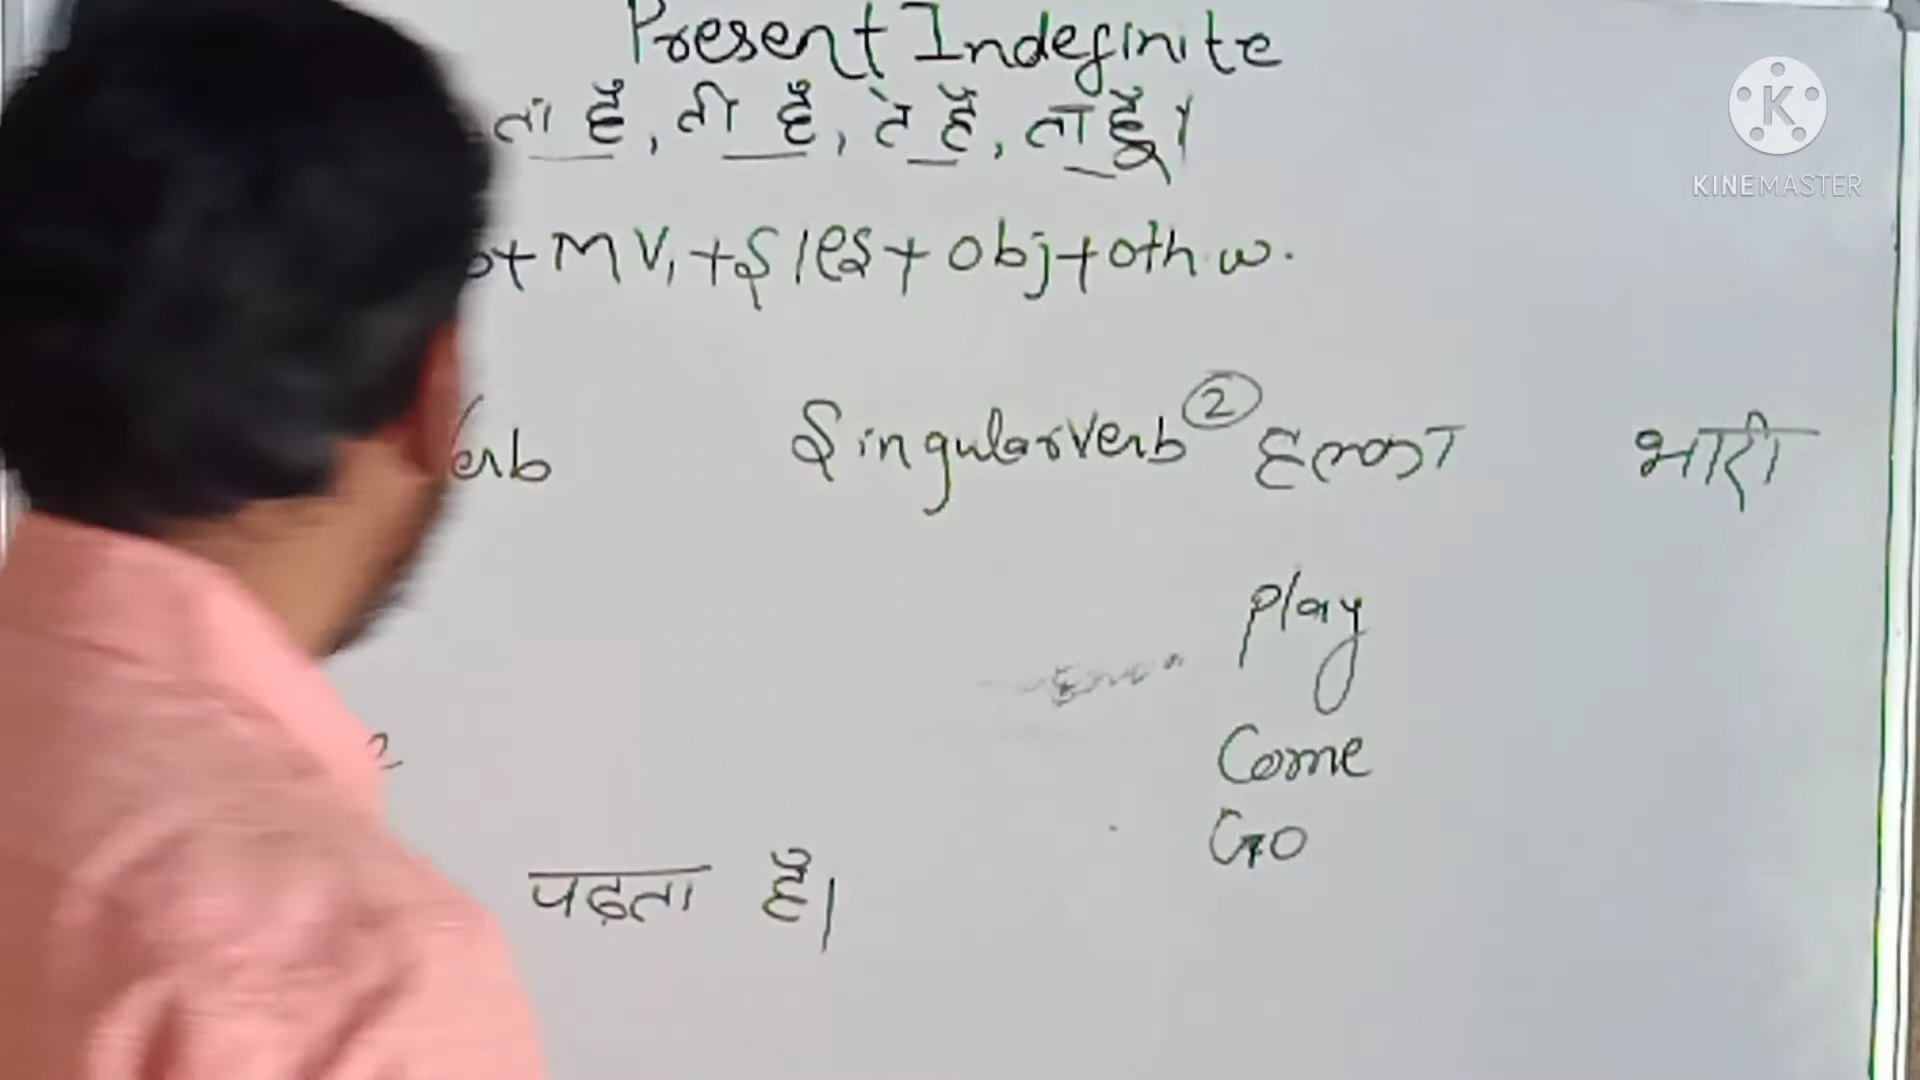 Present Indefinite
ता है, ती है, ते हैं, ता हूँ।
+ MV1 + s/es + obj + oth. w.
erb Singular Verb ② हल्का भारी
Play
Come
Go
पढ़ता है।
KINEMASTER